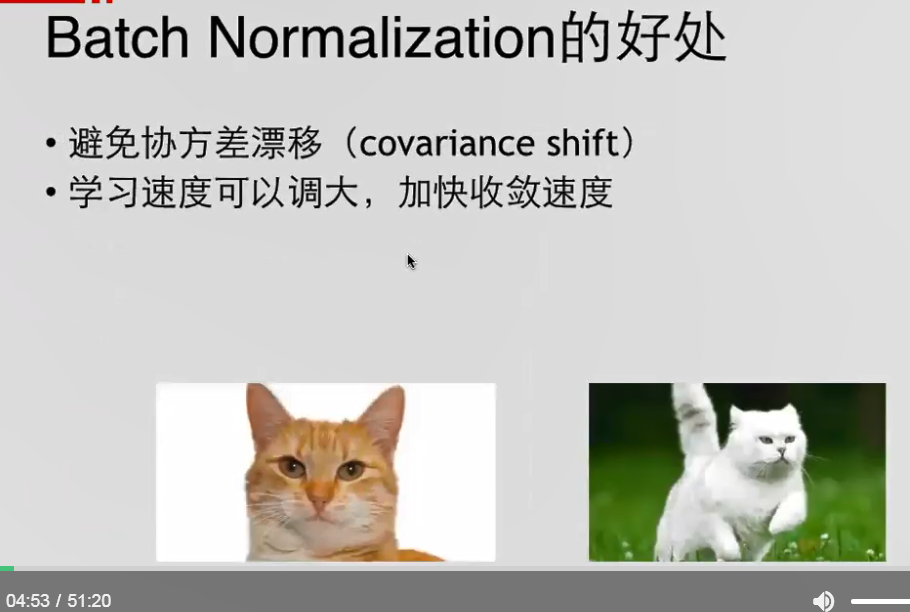 Batch Normalization的好处
• 避免协方差漂移（covariance shift）
• 学习速度可以调大，加快收敛速度
04:53 / 51:20